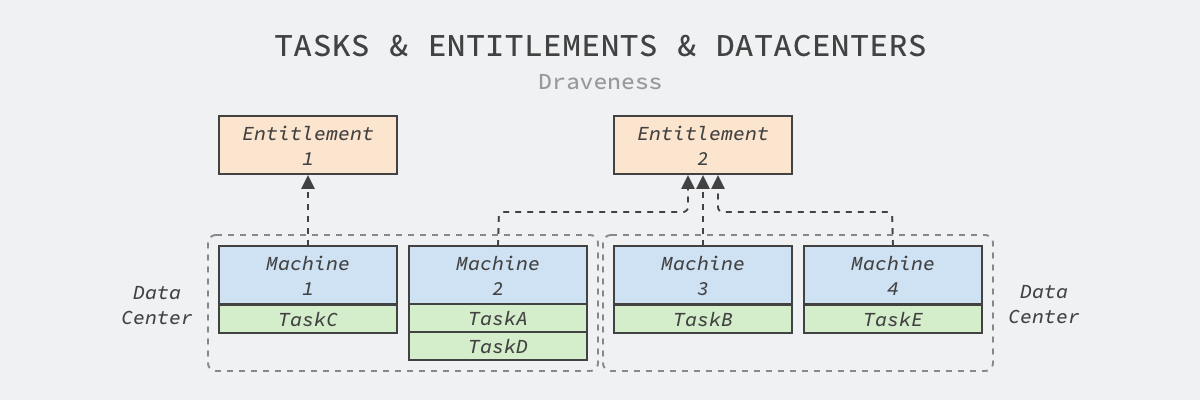 TASKS & ENTITLEMENTS & DATACENTERS
Draveness
Entitlement
1
Entitlement
2
Data
Center
Machine
1
TaskC
Machine
2
TaskA
TaskD
Machine
3
TaskB
Machine
4
TaskE
Data
Center